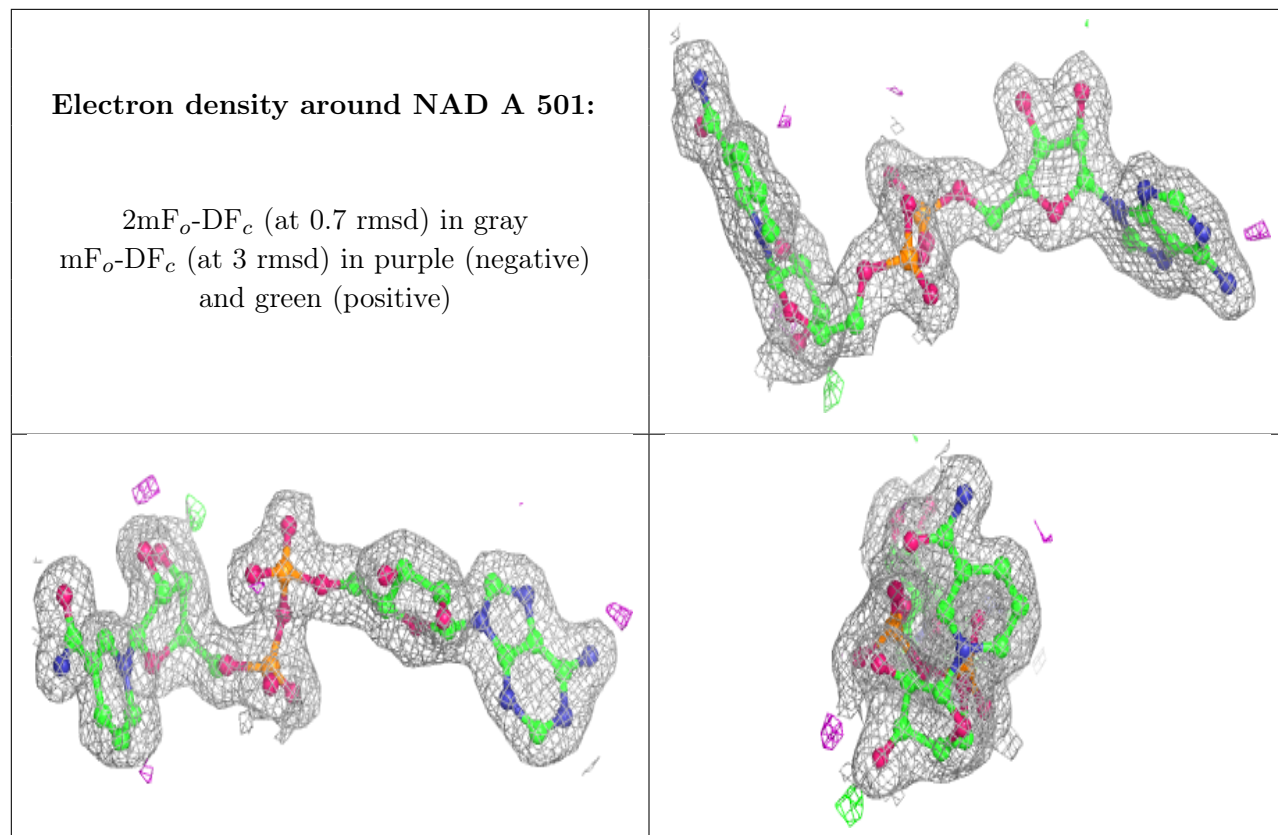 Electron density around NAD A 501:
2mFo-DFc (at 0.7 rmsd) in gray
mFo-DFc (at 3 rmsd) in purple (negative)
and green (positive)